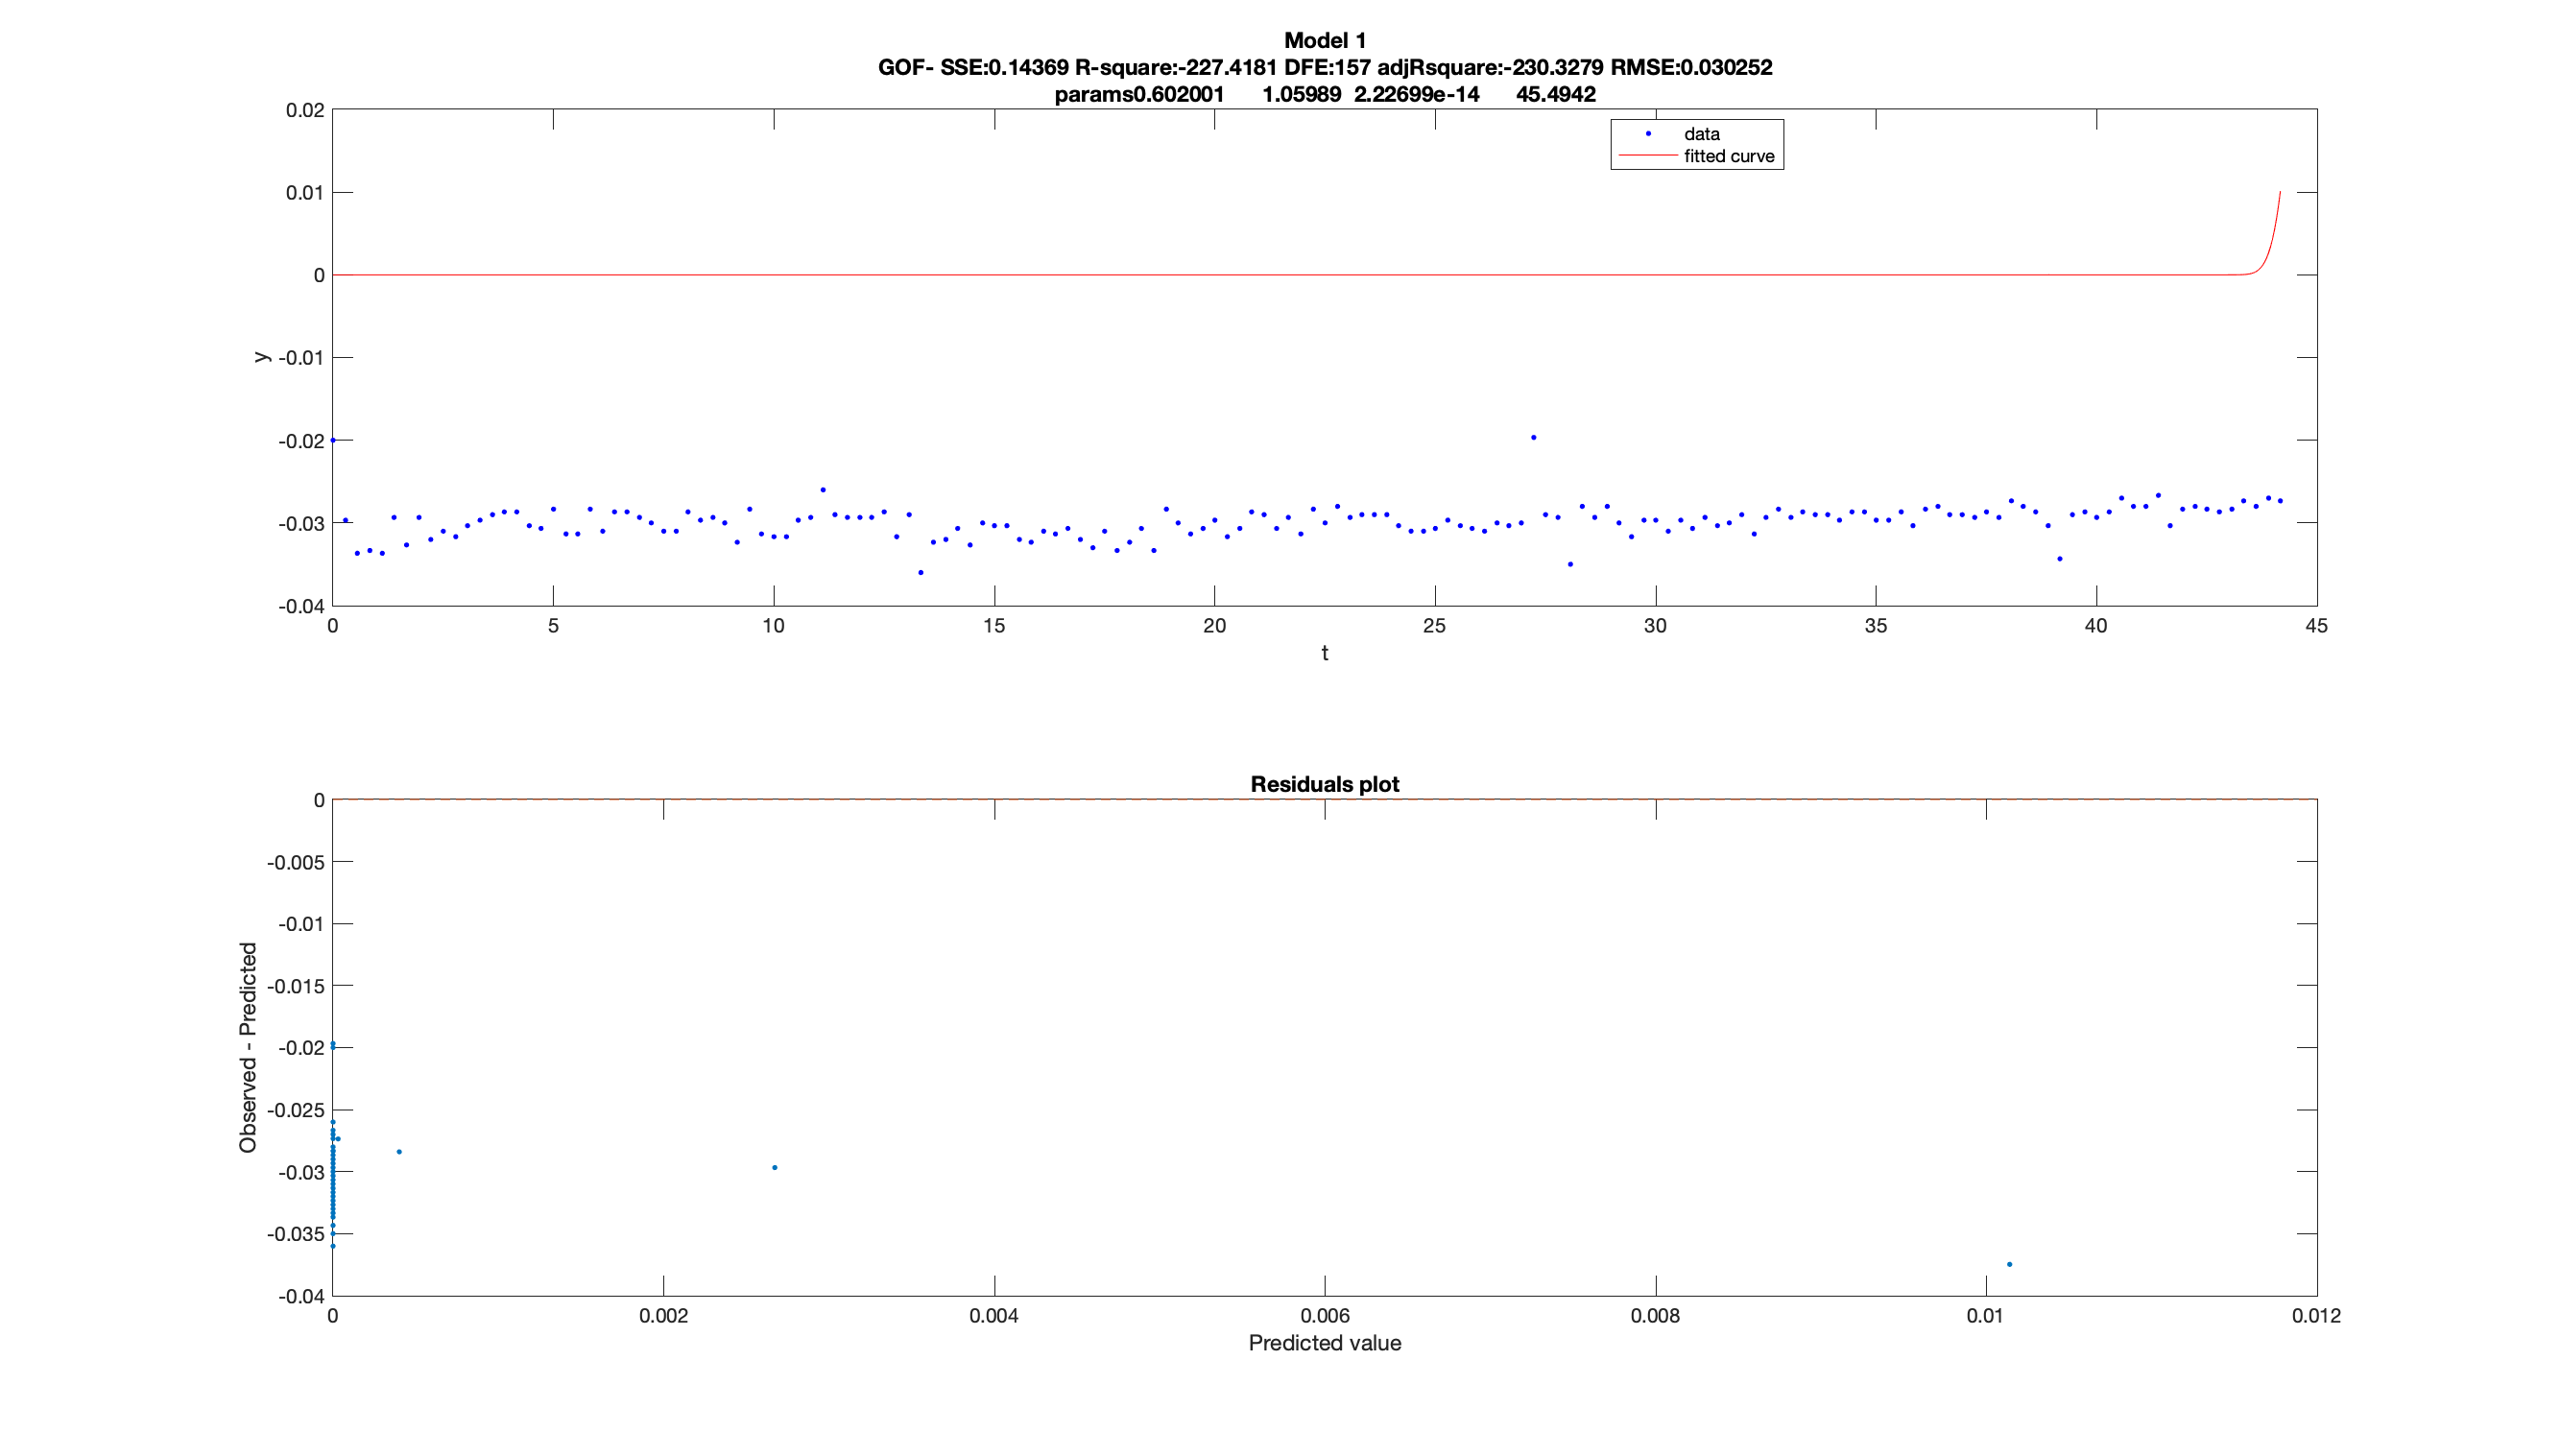 Model 1
GOF- SSE:0.14369 R-square:-227.4181 DFE:157 adjRsquare:-230.3279 RMSE:0.030252
params0.602001 1.05989 2.22699e-14 45.4942
0.02
0.01
0
-0.01
-0.02
-0.03
-0.04
y
data
fitted curve
0 5 10 15 20 25 30 35 40 45
t
Residuals plot
0
-0.005
-0.01
-0.015
-0.02
-0.025
-0.03
-0.035
-0.04
Observed - Predicted
0 0.002 0.004 0.006 0.008 0.01 0.012
Predicted value